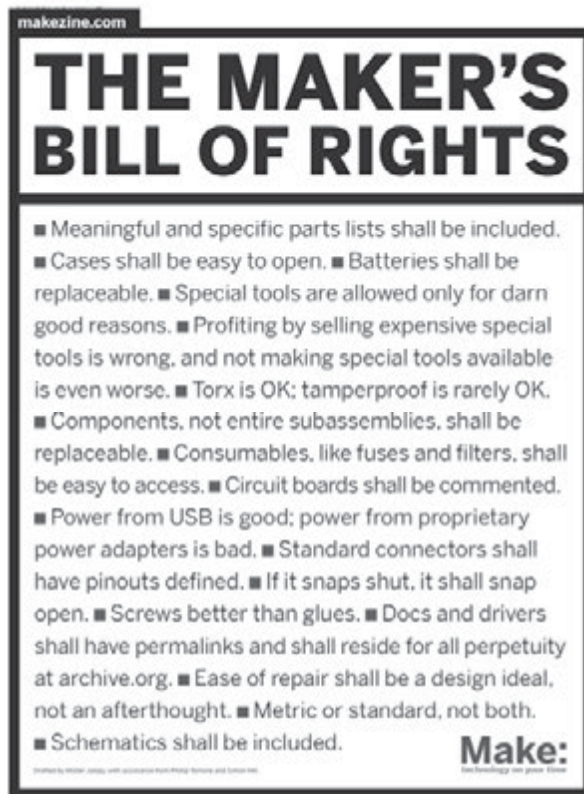 makezine.com
THE MAKER'S
BILL OF RIGHTS
■ Meaningful and specific parts lists shall be included.
■ Cases shall be easy to open. ■ Batteries shall be
replaceable. ■ Special tools are allowed only for darn
good reasons. ■ Profiting by selling expensive special
tools is wrong, and not making special tools available
is even worse. ■ Torx is OK; tamperproof is rarely OK.
■ Components, not entire subassemblies, shall be
replaceable. ■ Consumables, like fuses and filters, shall
be easy to access. ■ Circuit boards shall be commented.
■ Power from USB is good; power from proprietary
power adapters is bad. ■ Standard connectors shall
have pinouts defined. ■ If it snaps shut, it shall snap
open. ■ Screws better than glues. ■ Docs and drivers
shall have permalinks and shall reside for all perpetuity
at archive.org. ■ Ease of repair shall be a design ideal,
not an afterthought. ■ Metric or standard, not both.
■ Schematics shall be included.
Make:
technology on your time